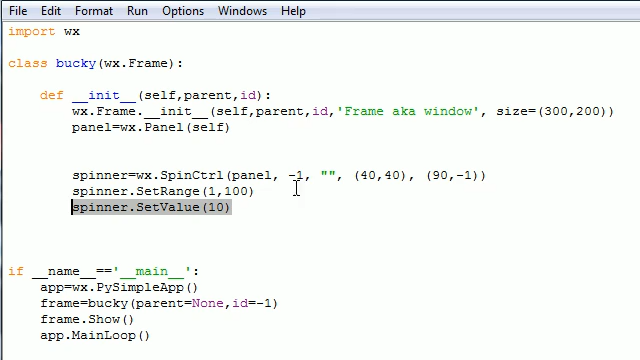 File Edit Format Run Options Windows Help
import wx
class bucky(wx.Frame):
def __init__(self,parent,id):
wx.Frame.__init__(self,parent,id,'Frame aka window', size=(300,200))
panel=wx.Panel(self)
spinner=wx.SpinCtrl(panel, -1, "", (40,40), (90,-1))
spinner.SetRange(1,100)
spinner.SetValue(10)
if __name__=='__main__':
app=wx.PySimpleApp()
frame=bucky(parent=None,id=-1)
frame.Show()
app.MainLoop()